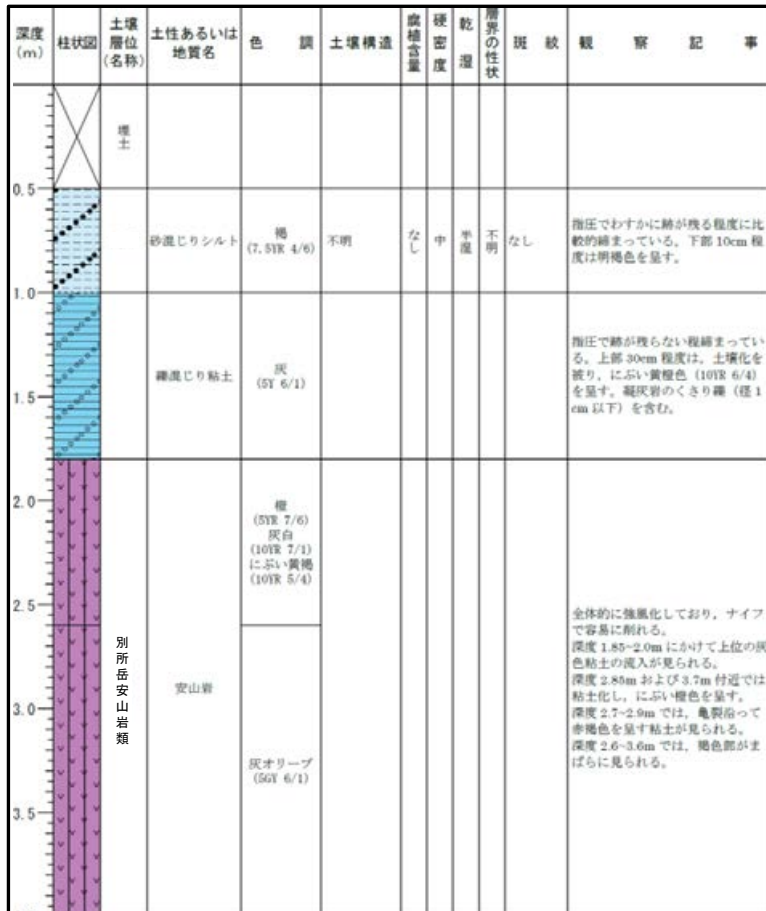 深度
(m)
柱状図
土壌
層位
(名称)
土性あるいは
地質名
色 調
土壌構造
腐植含量
硬密度
乾湿
層界の性状
斑 紋
観 察 記 事
埋土
0.5
砂混じりシルト
褐
(7.5YR 4/6)
不明
なし
中
半湿
不明
なし
指圧でわずかに跡が残る程度に比
較的締まっている，下部 10cm 程
度は明褐色を呈す。
1.0
礫混じり粘土
灰
(5Y 6/1)
指圧で跡が残らない程締まってい
る。上部 30cm 程度は，土壌化を
被り，にぶい黄橙色 (10YR 6/4)
を呈す。凝灰岩のくさり礫（径 1
cm 以下）を含む。
1.5
2.0
橙
(5YR 7/6)
灰白
(10YR 7/1)
にぶい黄褐
(10YR 5/4)
2.5
別所岳安山岩類
安山岩
灰オリーブ
(5GY 6/1)
全体的に強風化しており，ナイフ
で容易に削れる。
深度 1.85~2.0m にかけて上位の灰
色粘土の流入が見られる。
深度 2.85m および 3.7m 付近では
粘土化し，にぶい橙色を呈す。
深度 2.7~2.9m では，亀裂沿って
赤褐色を呈す粘土が見られる。
深度 2.6~3.6m では，褐色部がま
ばらに見られる。
3.0
3.5